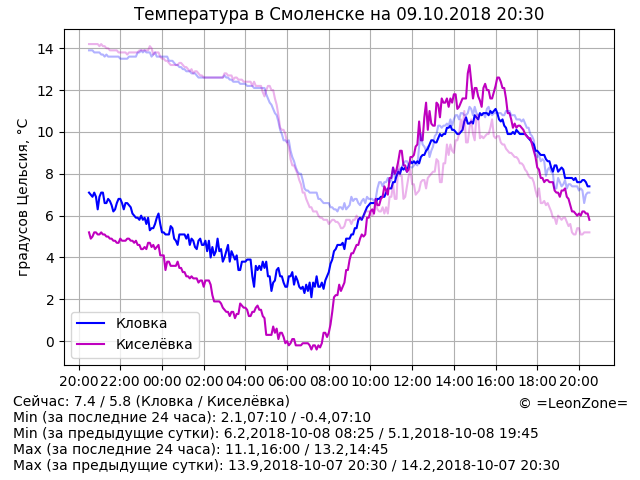 Температура в Смоленске на 09.10.2018 20:30
14
12
10
8
6
4
2
0
градусов Цельсия, °C
Кловка
Киселёвка
20:00 22:00 00:00 02:00 04:00 06:00 08:00 10:00 12:00 14:00 16:00 18:00 20:00
Сейчас: 7.4 / 5.8 (Кловка / Киселёвка)
© =LeonZone=
Min (за последние 24 часа): 2.1,07:10 / -0.4,07:10
Min (за предыдущие сутки): 6.2,2018-10-08 08:25 / 5.1,2018-10-08 19:45
Max (за последние 24 часа): 11.1,16:00 / 13.2,14:45
Max (за предыдущие сутки): 13.9,2018-10-07 20:30 / 14.2,2018-10-07 20:30